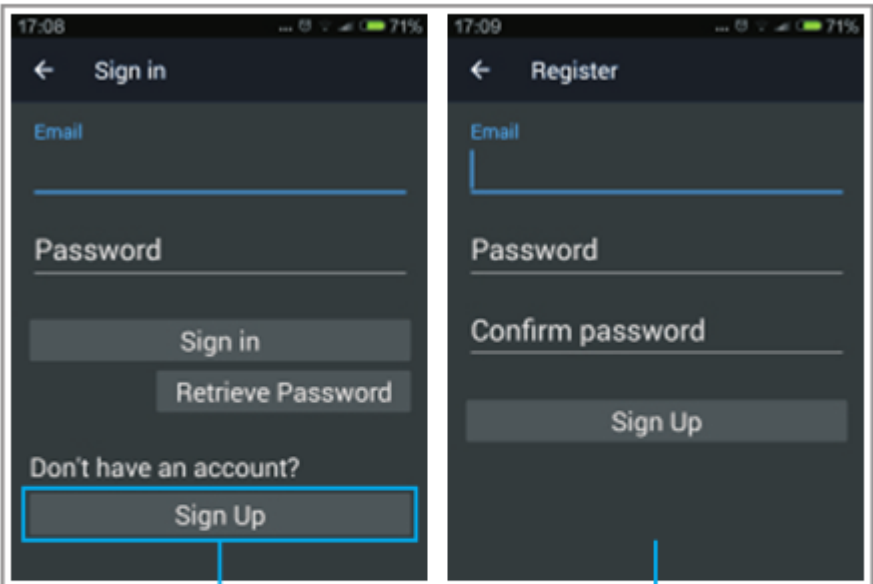 17:08 ... 71%
← Sign in
Email
Password
Sign in
Retrieve Password
Don't have an account?
Sign Up
17:09 ... 71%
← Register
Email
Password
Confirm password
Sign Up